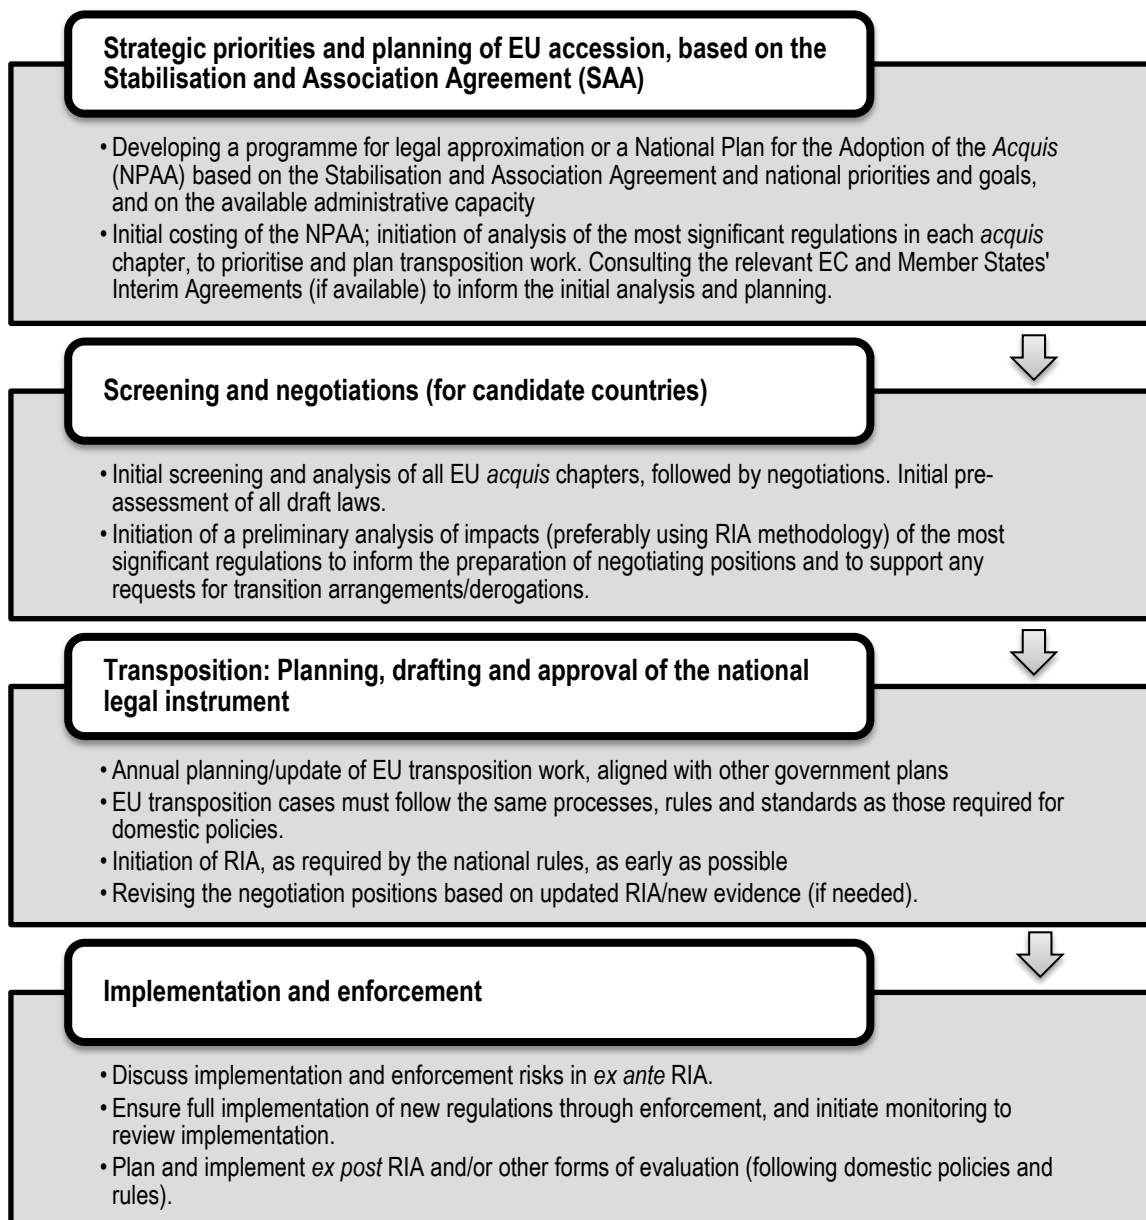 Strategic priorities and planning of EU accession, based on the
Stabilisation and Association Agreement (SAA)
• Developing a programme for legal approximation or a National Plan for the Adoption of the Acquis
(NPAA) based on the Stabilisation and Association Agreement and national priorities and goals,
and on the available administrative capacity
• Initial costing of the NPAA; initiation of analysis of the most significant regulations in each acquis
chapter, to prioritise and plan transposition work. Consulting the relevant EC and Member States'
Interim Agreements (if available) to inform the initial analysis and planning.
Screening and negotiations (for candidate countries)
• Initial screening and analysis of all EU acquis chapters, followed by negotiations. Initial pre-
assessment of all draft laws.
• Initiation of a preliminary analysis of impacts (preferably using RIA methodology) of the most
significant regulations to inform the preparation of negotiating positions and to support any
requests for transition arrangements/derogations.
Transposition: Planning, drafting and approval of the national
legal instrument
• Annual planning/update of EU transposition work, aligned with other government plans
• EU transposition cases must follow the same processes, rules and standards as those required for
domestic policies.
• Initiation of RIA, as required by the national rules, as early as possible
• Revising the negotiation positions based on updated RIA/new evidence (if needed).
Implementation and enforcement
• Discuss implementation and enforcement risks in ex ante RIA.
• Ensure full implementation of new regulations through enforcement, and initiate monitoring to
review implementation.
• Plan and implement ex post RIA and/or other forms of evaluation (following domestic policies and
rules).